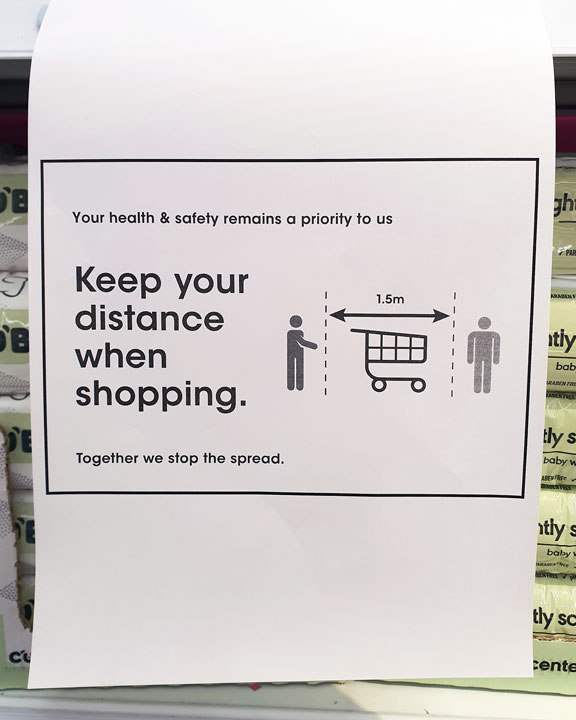 Your health & safety remains a priority to us
Keep your
distance
when
shopping.
1.5m
Together we stop the spread.
baby w